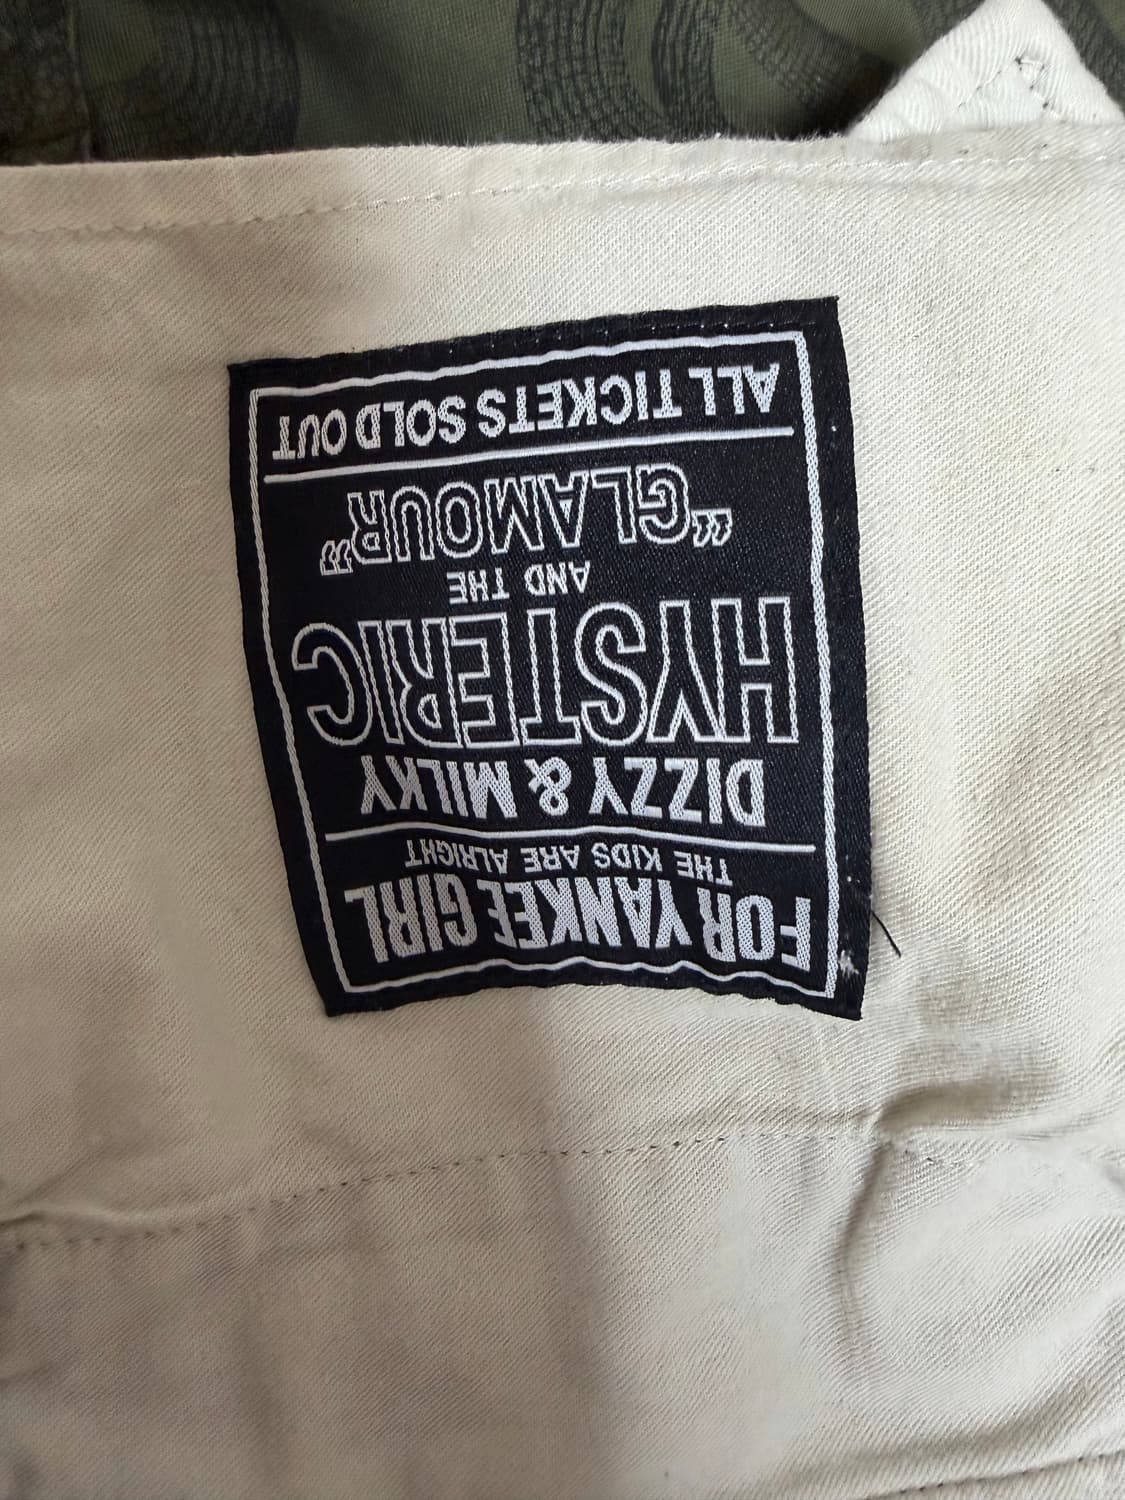 FOR YANKEE GIRL
THE KIDS ARE ALRIGHT
DIZZY & MILKY
HYSTERIC
AND THE
“GLAMOUR”
ALL TICKETS SOLD OUT